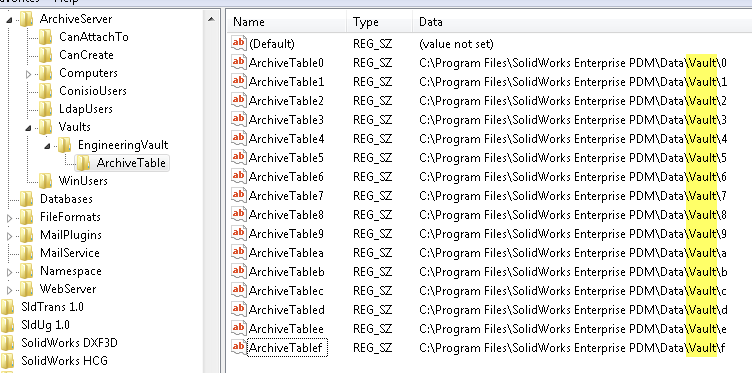 Favorites Help
ArchiveServer
CanAttachTo
CanCreate
Computers
ConisioUsers
LdapUsers
Vaults
EngineeringVault
ArchiveTable
WinUsers
Databases
FileFormats
MailPlugins
MailService
Namespace
WebServer
SldTrans 1.0
SldUg 1.0
SolidWorks DXF3D
SolidWorks HCG
Name Type Data
(Default) REG_SZ (value not set)
ArchiveTable0 REG_SZ C:\Program Files\SolidWorks Enterprise PDM\Data\Vault\0
ArchiveTable1 REG_SZ C:\Program Files\SolidWorks Enterprise PDM\Data\Vault\1
ArchiveTable2 REG_SZ C:\Program Files\SolidWorks Enterprise PDM\Data\Vault\2
ArchiveTable3 REG_SZ C:\Program Files\SolidWorks Enterprise PDM\Data\Vault\3
ArchiveTable4 REG_SZ C:\Program Files\SolidWorks Enterprise PDM\Data\Vault\4
ArchiveTable5 REG_SZ C:\Program Files\SolidWorks Enterprise PDM\Data\Vault\5
ArchiveTable6 REG_SZ C:\Program Files\SolidWorks Enterprise PDM\Data\Vault\6
ArchiveTable7 REG_SZ C:\Program Files\SolidWorks Enterprise PDM\Data\Vault\7
ArchiveTable8 REG_SZ C:\Program Files\SolidWorks Enterprise PDM\Data\Vault\8
ArchiveTable9 REG_SZ C:\Program Files\SolidWorks Enterprise PDM\Data\Vault\9
ArchiveTablea REG_SZ C:\Program Files\SolidWorks Enterprise PDM\Data\Vault\a
ArchiveTableb REG_SZ C:\Program Files\SolidWorks Enterprise PDM\Data\Vault\b
ArchiveTablec REG_SZ C:\Program Files\SolidWorks Enterprise PDM\Data\Vault\c
ArchiveTabled REG_SZ C:\Program Files\SolidWorks Enterprise PDM\Data\Vault\d
ArchiveTablee REG_SZ C:\Program Files\SolidWorks Enterprise PDM\Data\Vault\e
ArchiveTablef REG_SZ C:\Program Files\SolidWorks Enterprise PDM\Data\Vault\f